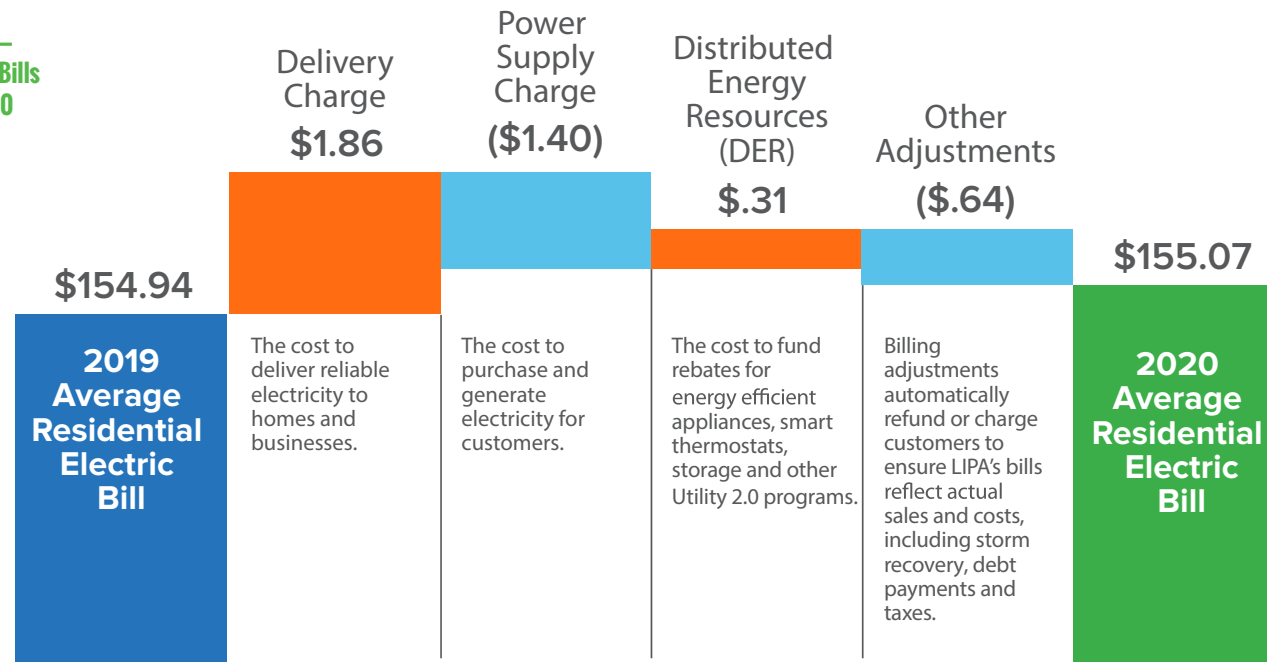 Bills
0
Delivery
Charge
$1.86
Power
Supply
Charge
($1.40)
Distributed
Energy
Resources
(DER)
$.31
Other
Adjustments
($.64)
$154.94
$155.07
2019
Average
Residential
Electric
Bill
The cost to
deliver reliable
electricity to
homes and
businesses.
The cost to
purchase and
generate
electricity for
customers.
The cost to fund
rebates for
energy efficient
appliances, smart
thermostats,
storage and other
Utility 2.0 programs.
Billing
adjustments
automatically
refund or charge
customers to
ensure LIPA’s bills
reflect actual
sales and costs,
including storm
recovery, debt
payments and
taxes.
2020
Average
Residential
Electric
Bill